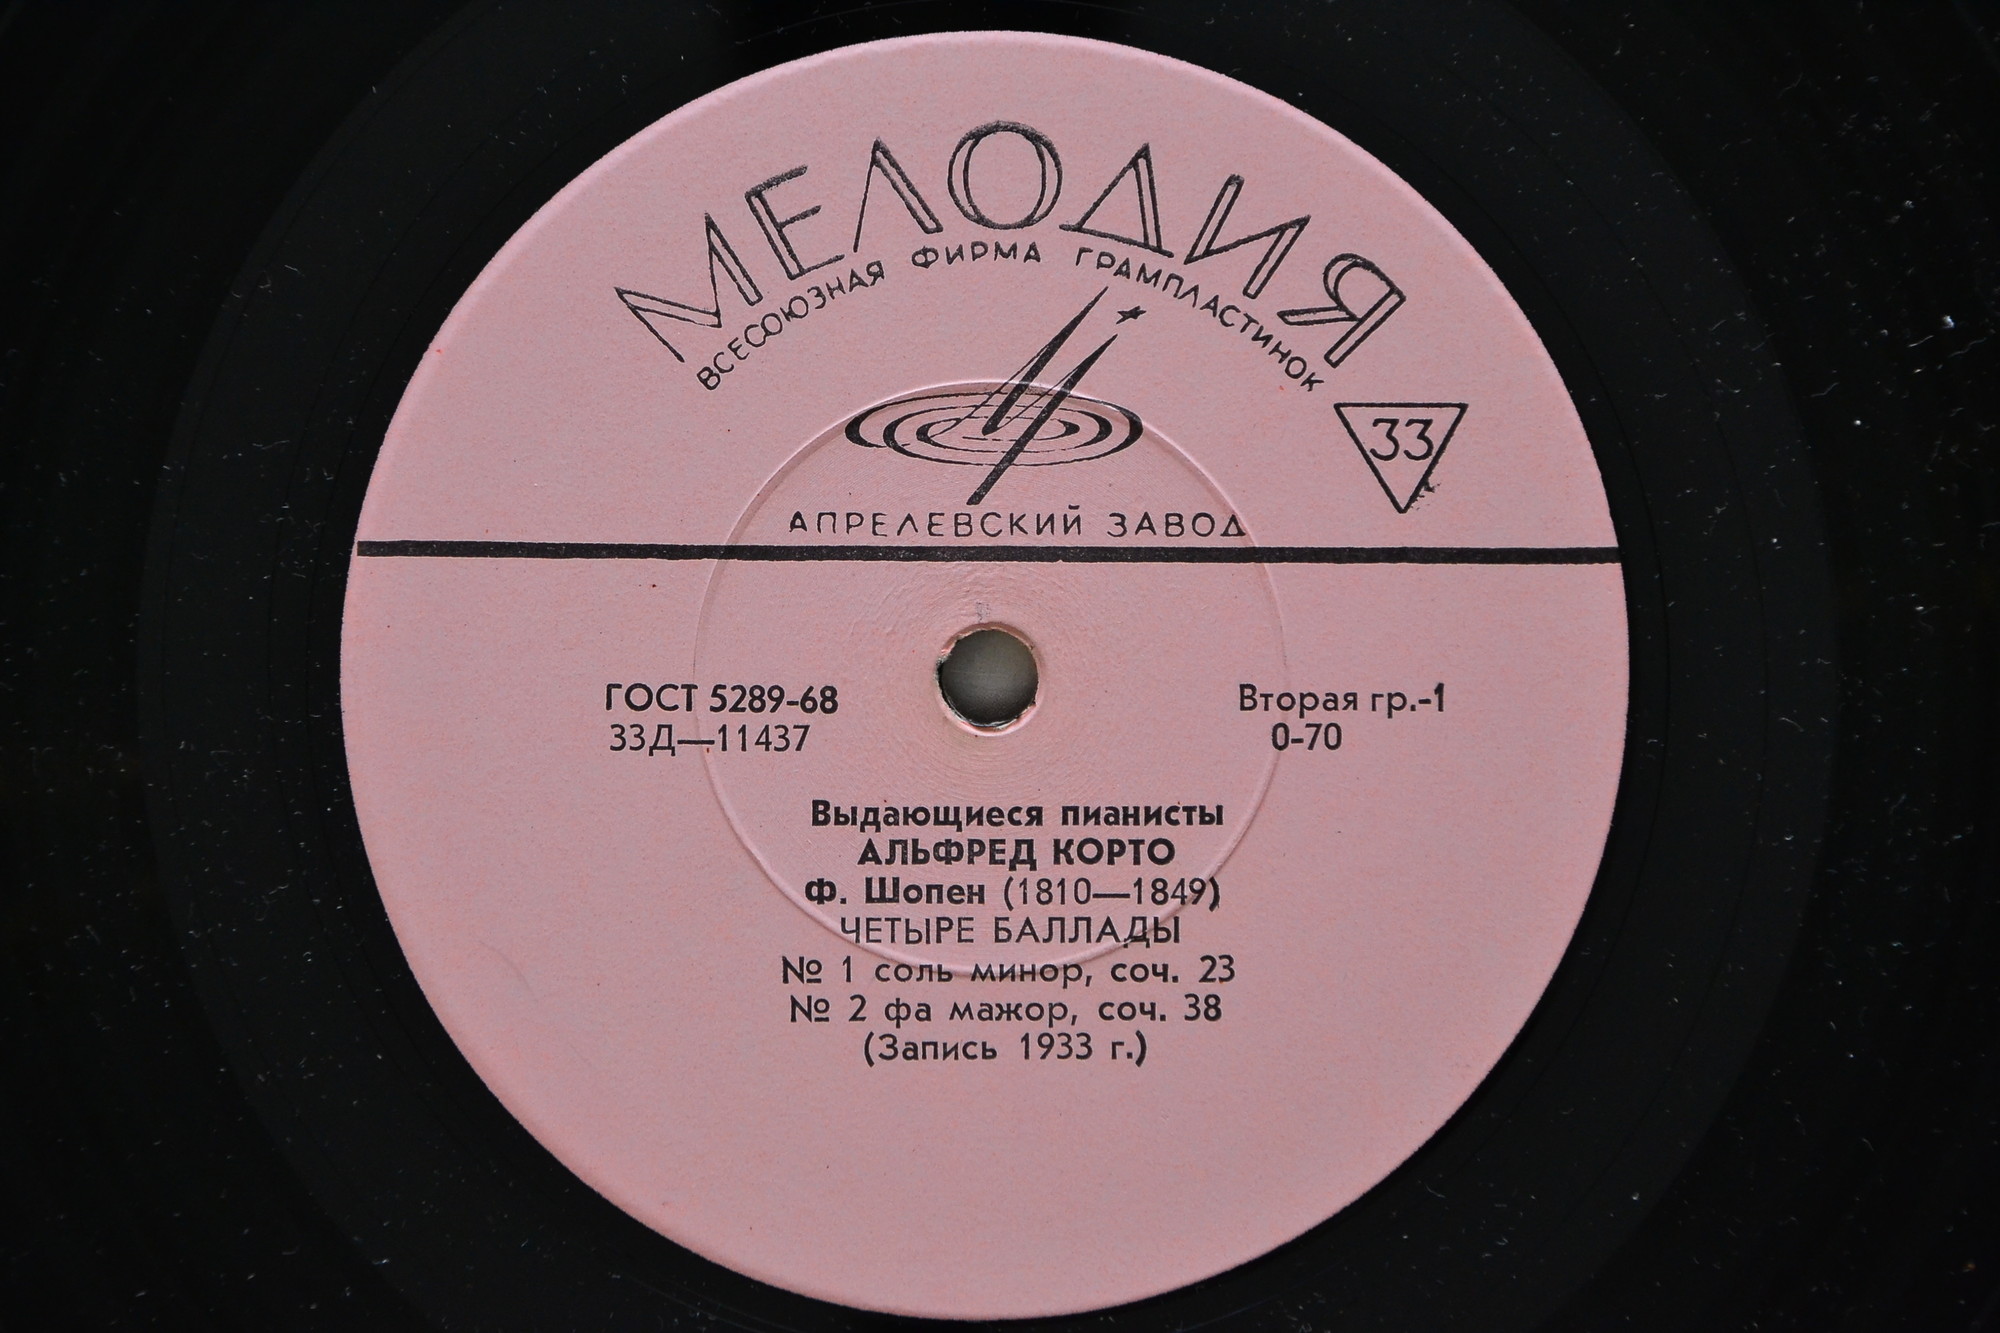 МЕЛОДИЯ
ВСЕСОЮЗНАЯ ФИРМА ГРАМПЛАСТИНОК
33
АПРЕЛЕВСКИЙ ЗАВОД
ГОСТ 5289-68
33Д—11437
Вторая гр.-1
0-70
Выдающиеся пианисты
АЛЬФРЕД КОРТО
Ф. Шопен (1810—1849)
ЧЕТЫРЕ БАЛЛАДЫ
№ 1 соль минор, соч. 23
№ 2 фа мажор, соч. 38
(Запись 1933 г.)